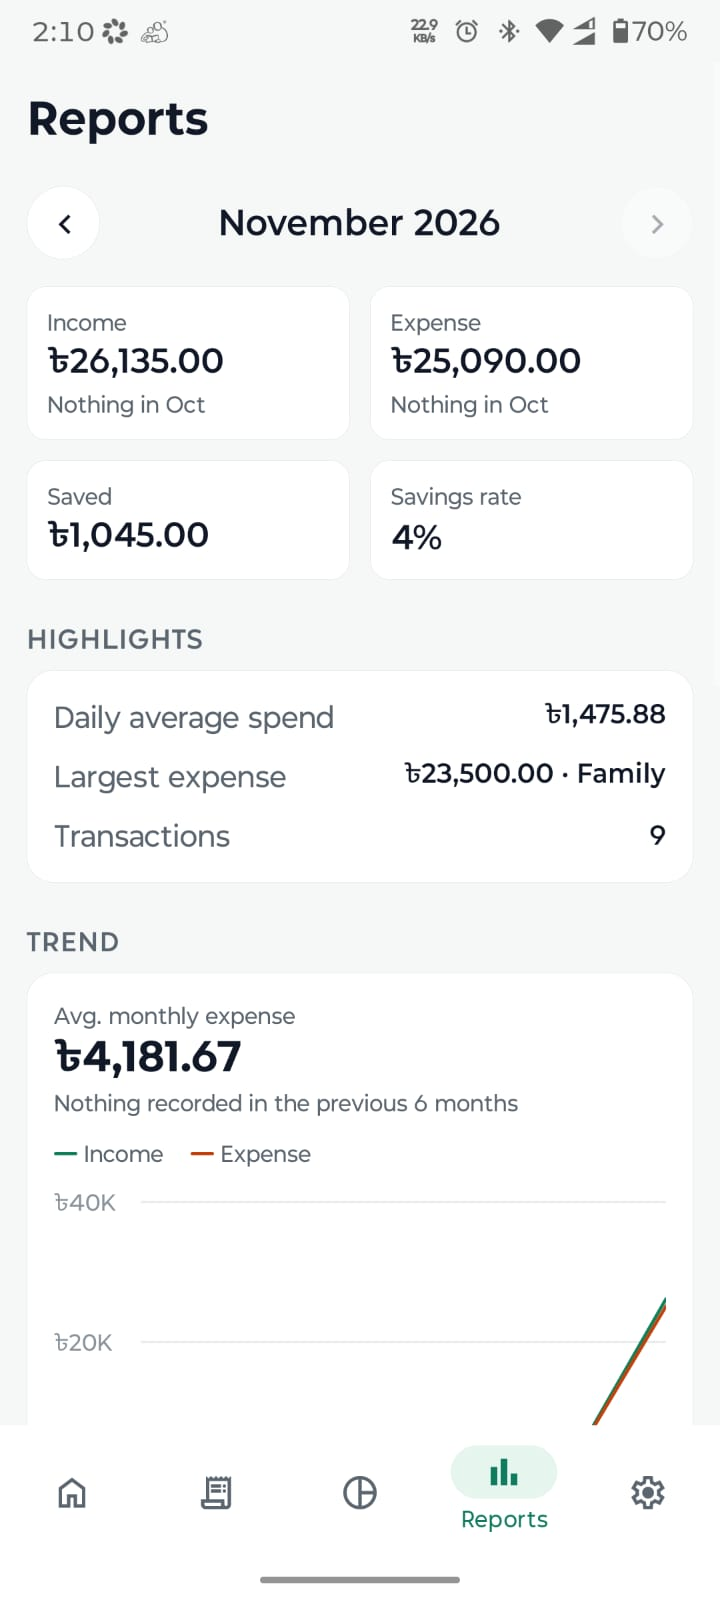 2:10
22.9
KB/s
70%
Reports
November 2026
Income
৳26,135.00
Nothing in Oct
Expense
৳25,090.00
Nothing in Oct
Saved
৳1,045.00
Savings rate
4%
HIGHLIGHTS
Daily average spend ৳1,475.88
Largest expense ৳23,500.00 · Family
Transactions 9
TREND
Avg. monthly expense
৳4,181.67
Nothing recorded in the previous 6 months
Income Expense
৳40K
৳20K
Reports